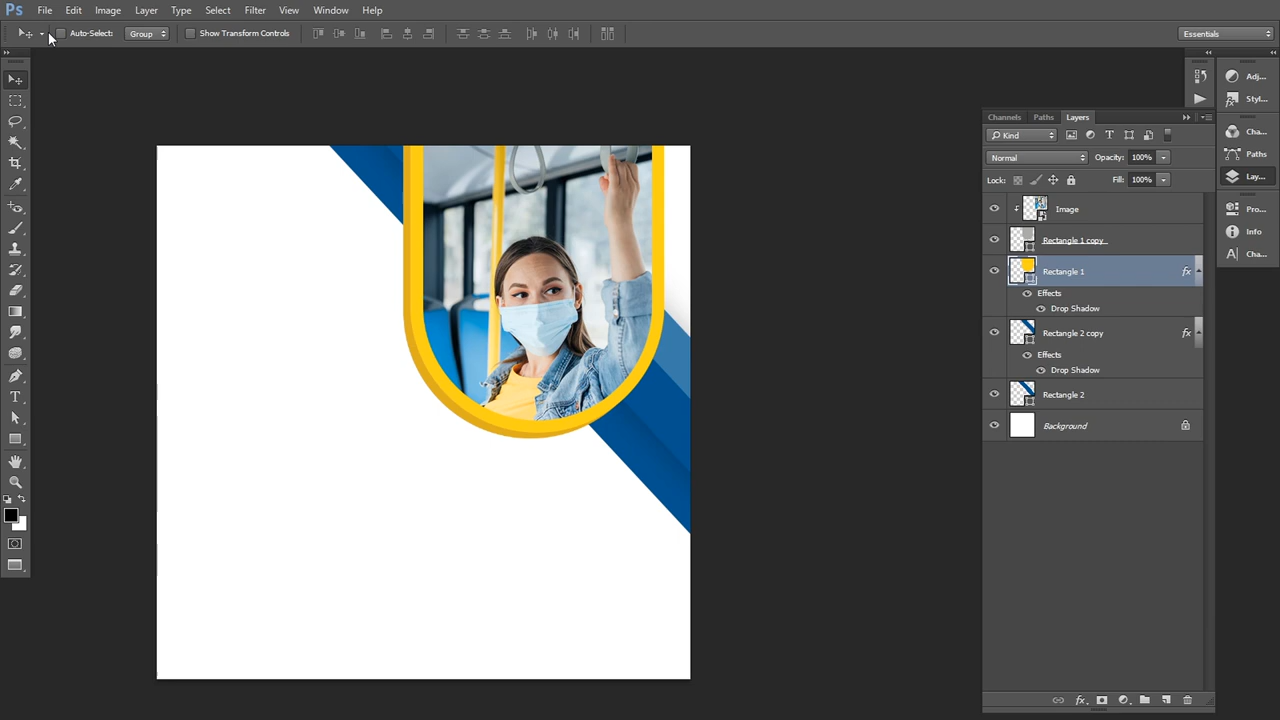 Ps File Edit Image Layer Type Select Filter View Window Help
Auto-Select: Group Show Transform Controls Essentials
Adj...
Styl...
Channels Paths Layers
Kind
Cha...
Normal Opacity: 100% Paths
Lock: Fill: 100% Lay...
Image Pro...
Info
Rectangle 1 copy
Cha...
Rectangle 1 fx
Effects
Drop Shadow
Rectangle 2 copy fx
Effects
Drop Shadow
Rectangle 2
Background